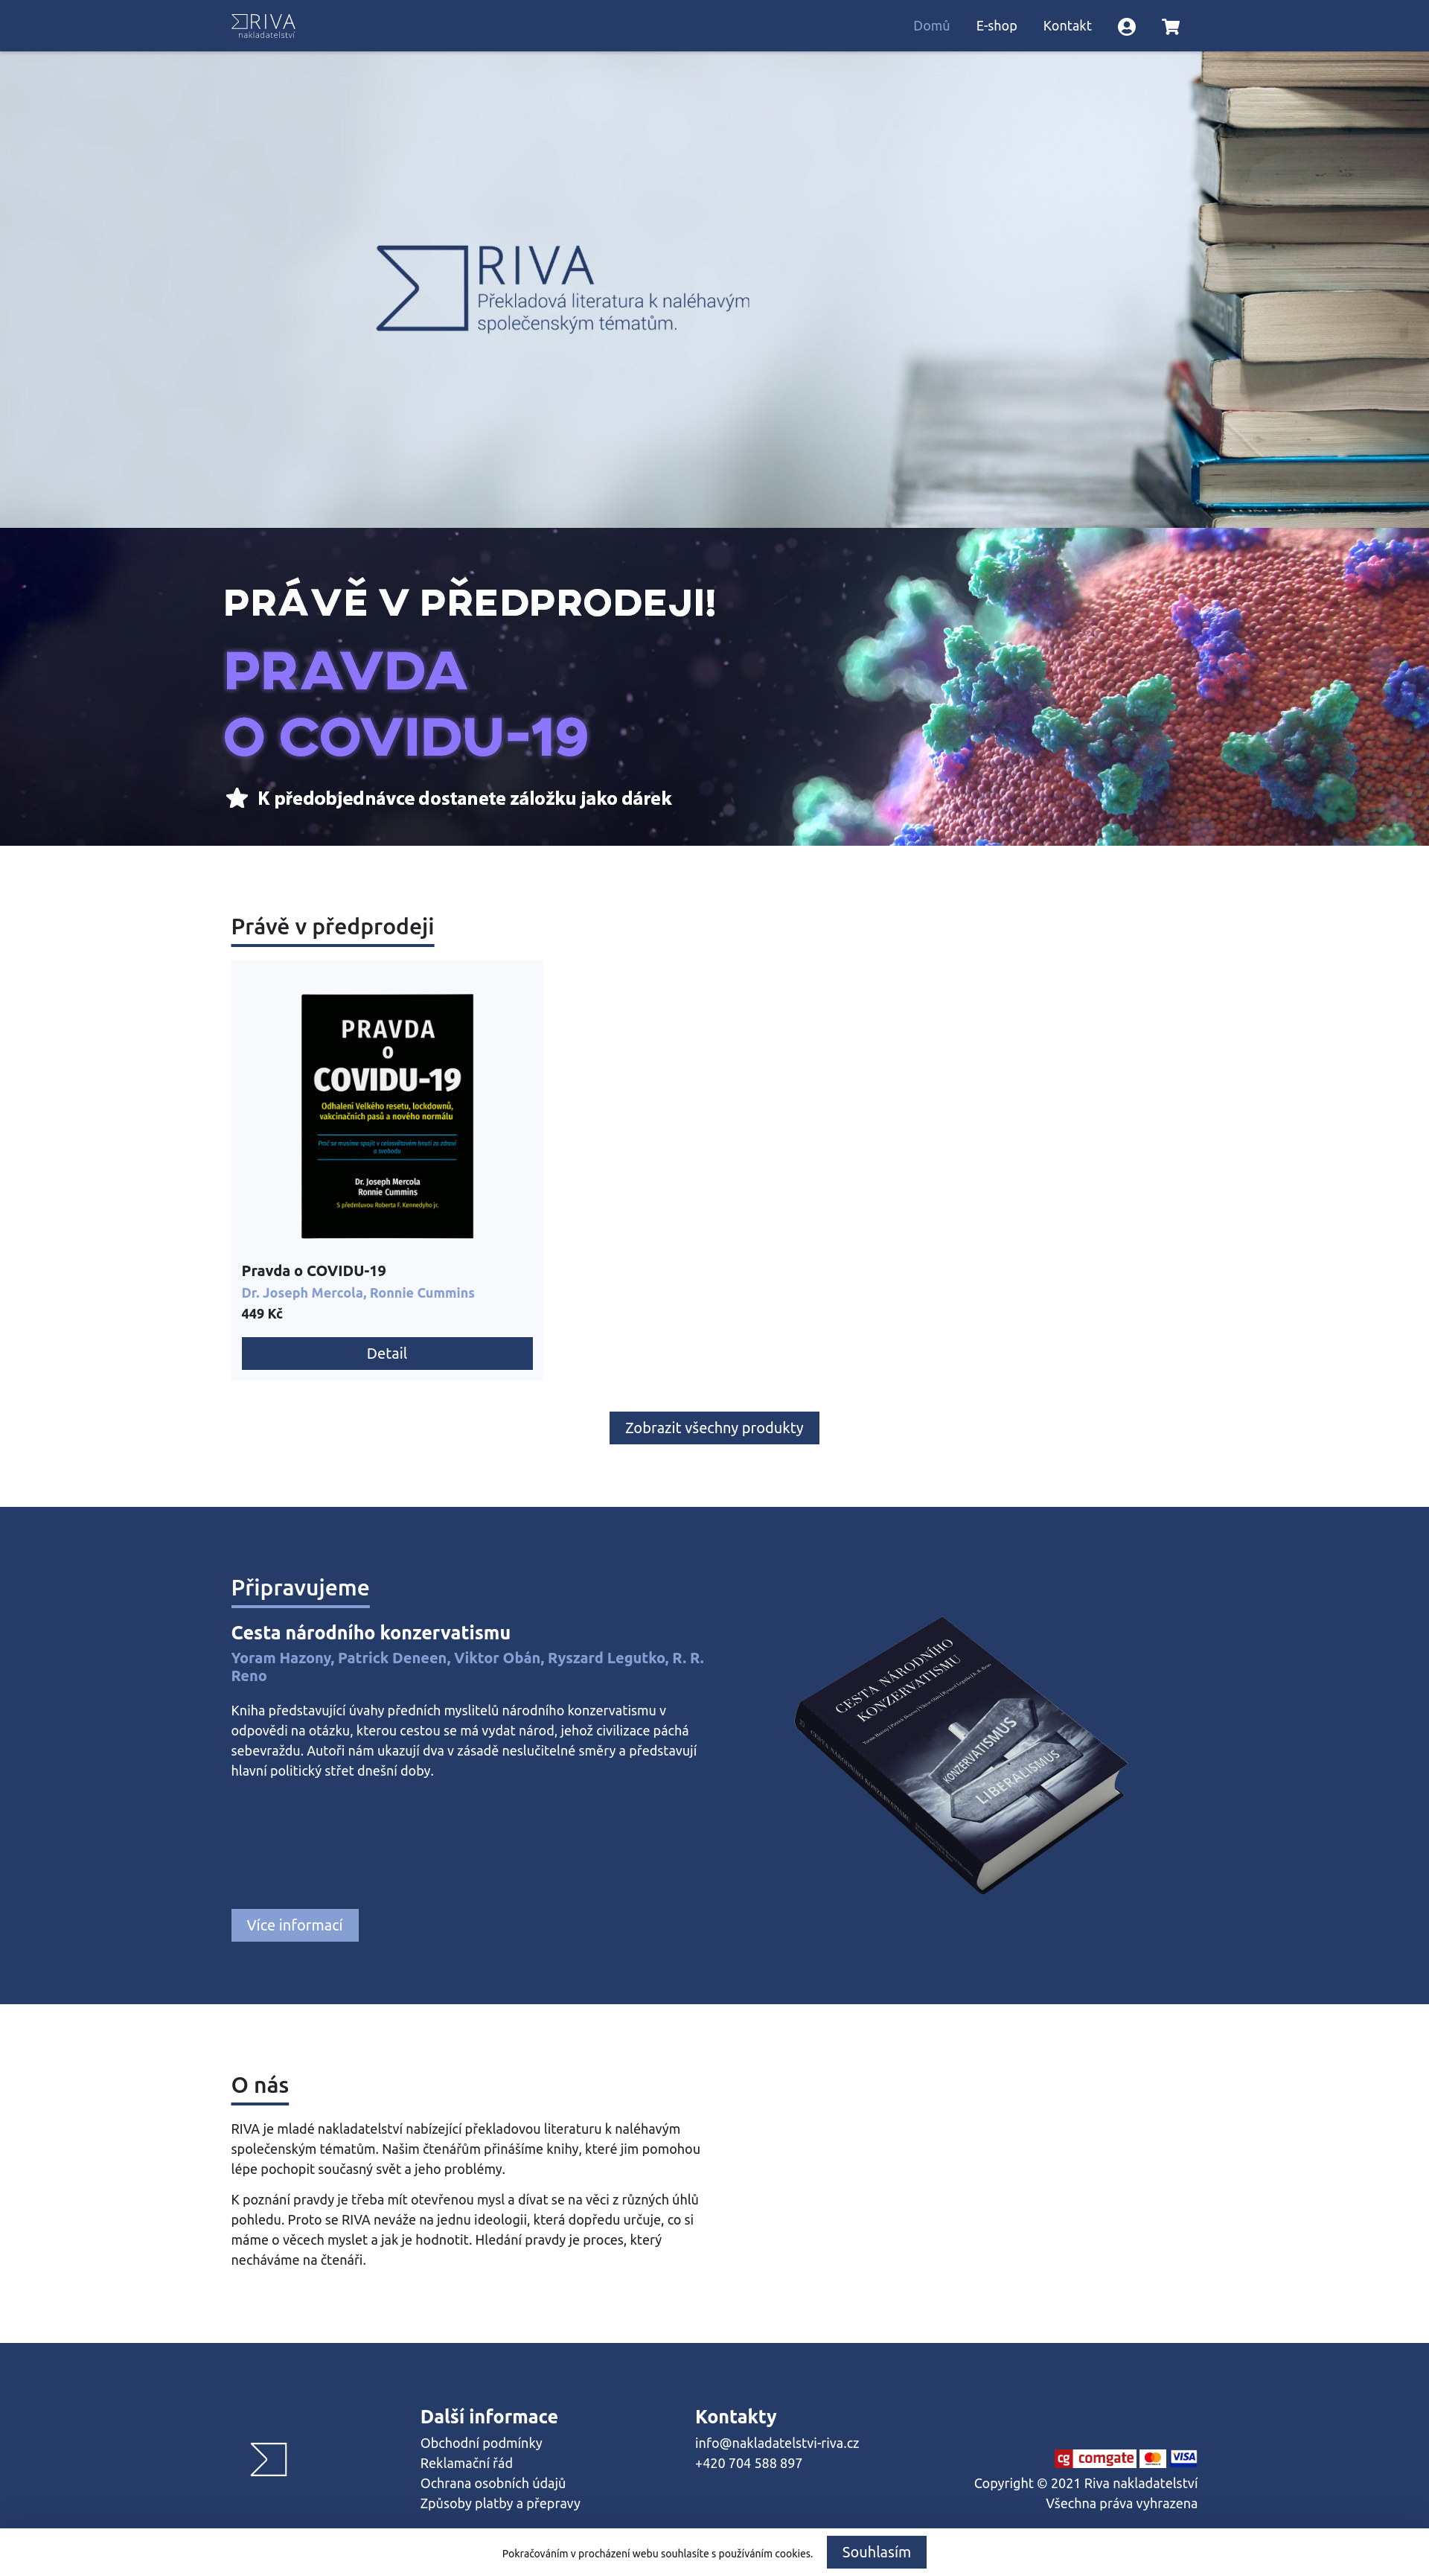 RIVA
nakladatelství
Domů
E-shop
Kontakt
RIVA
Překladová literatura k naléhavým
společenským tématům.
PRÁVĚ V PŘEDPRODEJI!
PRAVDA
O COVIDU-19
K předobjednávce dostanete záložku jako dárek
Právě v předprodeji
PRAVDA
O
COVIDU-19
Odhalení Velkého resetu, lockdownů,
vakcinačních pasů a nového normálu
Proč se musíme spojit v celosvětovém hnutí za zdraví
a svobodu
Dr. Joseph Mercola
Ronnie Cummins
S předmluvou Roberta F. Kennedyho jr.
Pravda o COVIDU-19
Dr. Joseph Mercola, Ronnie Cummins
449 Kč
Detail
Zobrazit všechny produkty
Připravujeme
Cesta národního konzervatismu
Yoram Hazony, Patrick Deneen, Viktor Obán, Ryszard Legutko, R. R.
Reno
Kniha představující úvahy předních myslitelů národního konzervatismu v
odpovědi na otázku, kterou cestou se má vydat národ, jehož civilizace páchá
sebevraždu. Autoři nám ukazují dva v zásadě neslučitelné směry a představují
hlavní politický střet dnešní doby.
CESTA NÁRODNÍHO
KONZERVATISMU
KONZERVATISMUS
LIBERALISMUS
CESTA NÁRODNÍHO KONZERVATISMU
Více informací
O nás
RIVA je mladé nakladatelství nabízející překladovou literaturu k naléhavým
společenským tématům. Našim čtenářům přinášíme knihy, které jim pomohou
lépe pochopit současný svět a jeho problémy.
K poznání pravdy je třeba mít otevřenou mysl a dívat se na věci z různých úhlů
pohledu. Proto se RIVA neváže na jednu ideologii, která dopředu určuje, co si
máme o věcech myslet a jak je hodnotit. Hledání pravdy je proces, který
necháváme na čtenáři.
Další informace
Obchodní podmínky
Reklamační řád
Ochrana osobních údajů
Způsoby platby a přepravy
Kontakty
info@nakladatelstvi-riva.cz
+420 704 588 897
cg comgate VISA
Copyright © 2021 Riva nakladatelství
Všechna práva vyhrazena
Pokračováním v procházení webu souhlasíte s používáním cookies.
Souhlasím